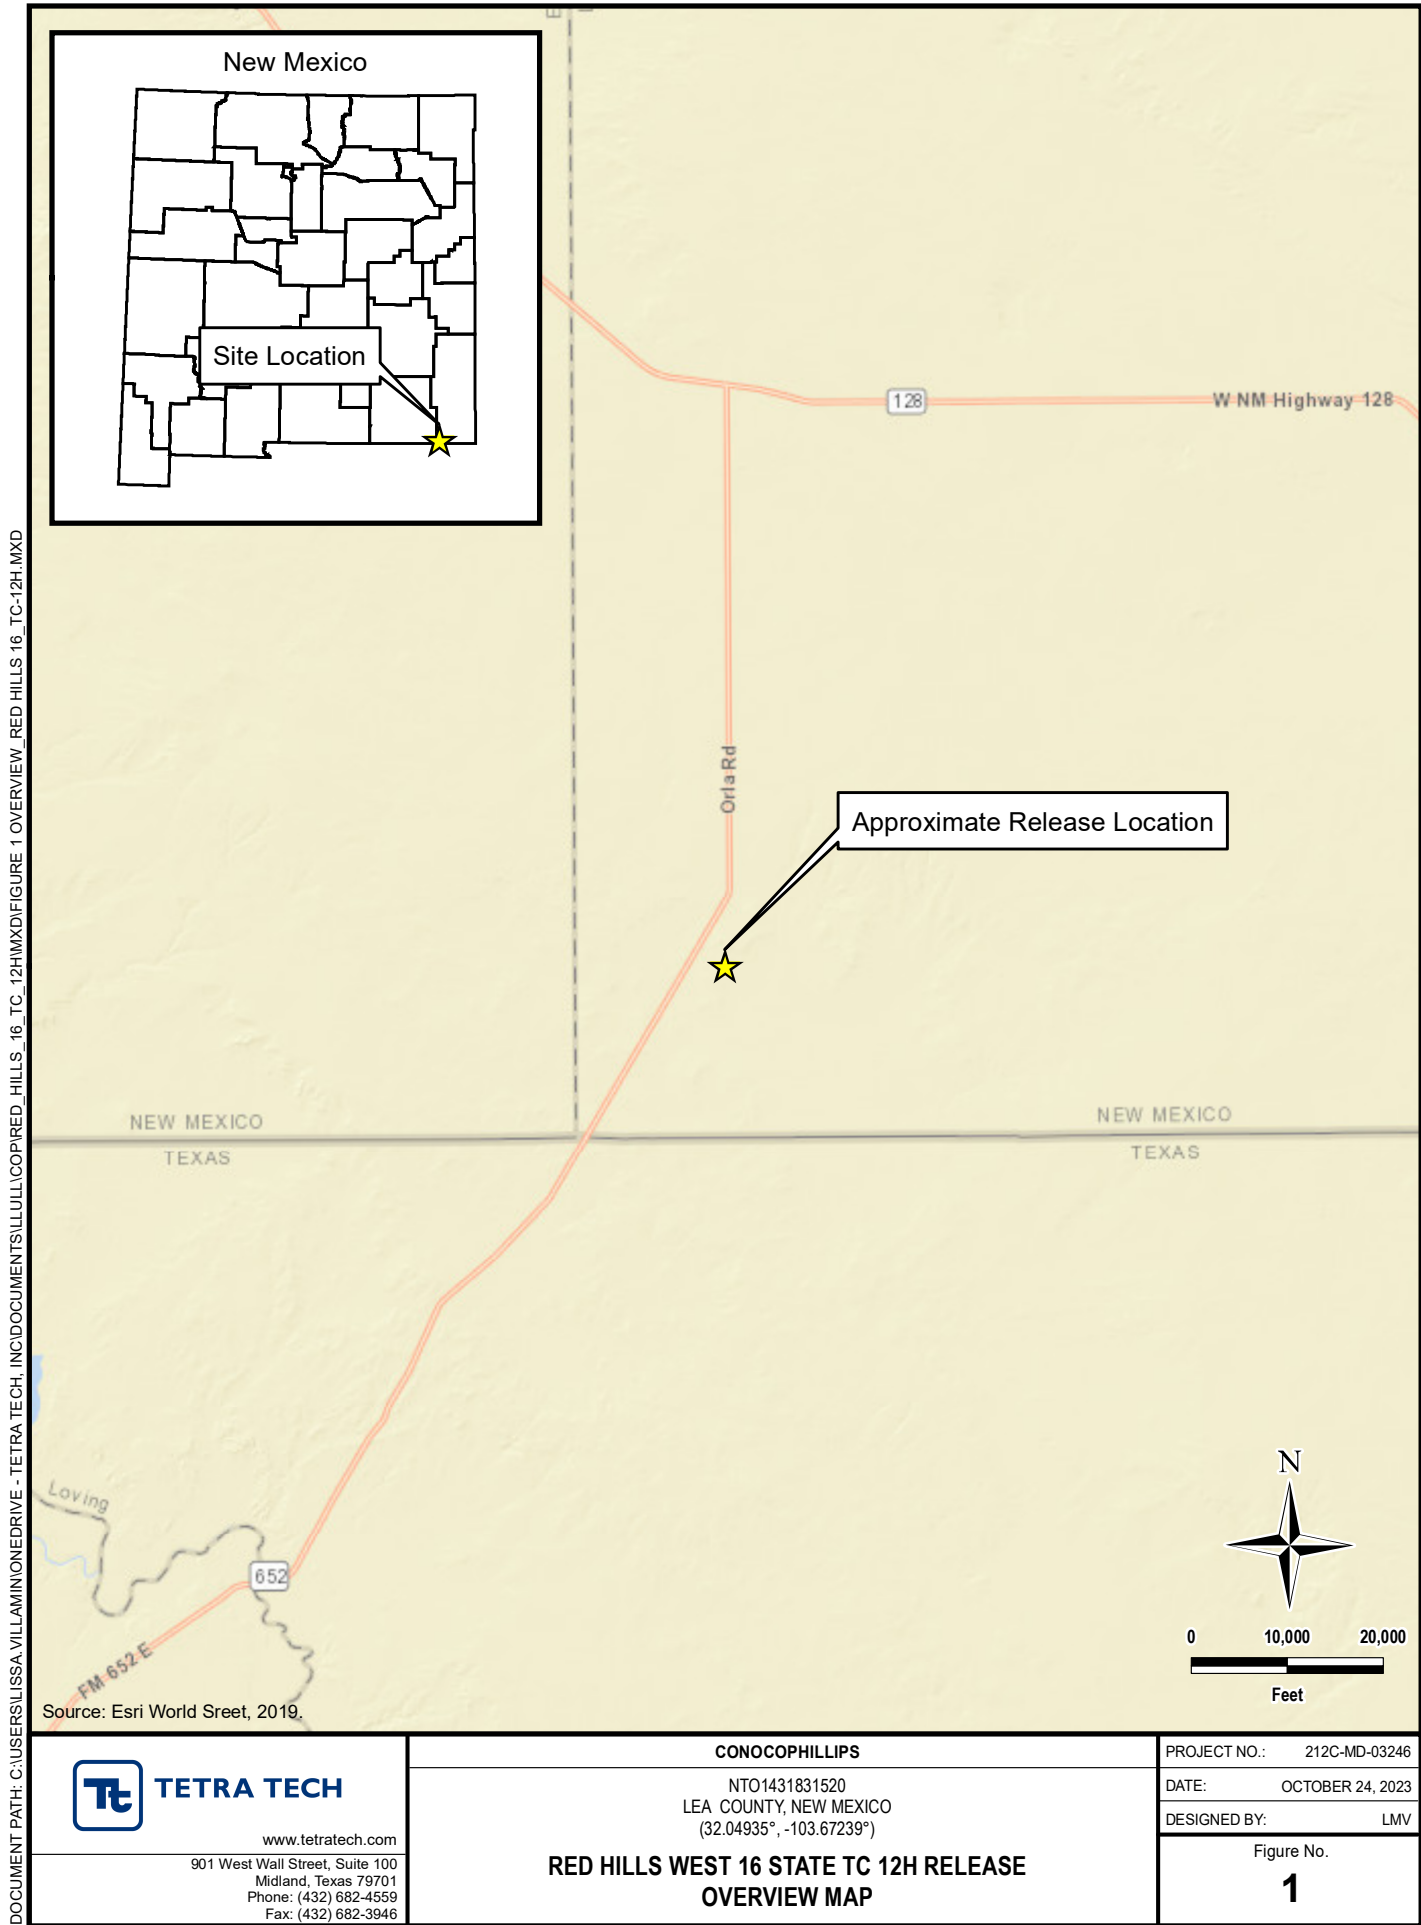 New Mexico
Site Location
128
W NM Highway 128
Orla Rd
Approximate Release Location
NEW MEXICO
TEXAS
NEW MEXICO
TEXAS
Loving
652
FM 652 E
N
0 10,000 20,000
Feet
Source: Esri World Sreet, 2019.
DOCUMENT PATH: C:\USERS\LISSA.VILLAMIN\ONEDRIVE - TETRA TECH, INC\DOCUMENTS\LLULL\COP\RED_HILLS_16_TC_12H\MXD\FIGURE 1 OVERVIEW_RED HILLS 16_TC-12H.MXD
Tt TETRA TECH
www.tetratech.com
901 West Wall Street, Suite 100
Midland, Texas 79701
Phone: (432) 682-4559
Fax: (432) 682-3946
CONOCOPHILLIPS
NTO1431831520
LEA COUNTY, NEW MEXICO
(32.04935°, -103.67239°)
RED HILLS WEST 16 STATE TC 12H RELEASE
OVERVIEW MAP
PROJECT NO.: 212C-MD-03246
DATE: OCTOBER 24, 2023
DESIGNED BY: LMV
Figure No.
1